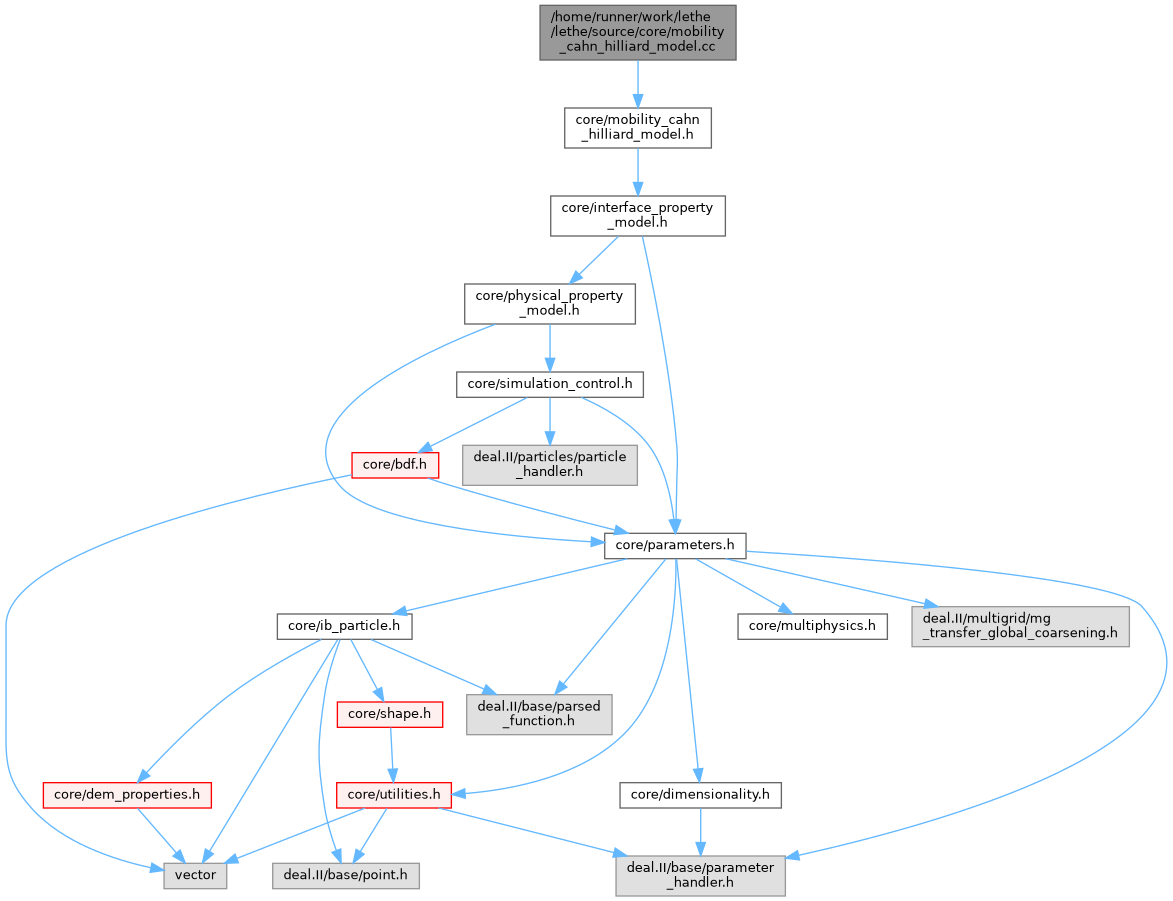 /home/runner/work/lethe
/lethe/source/core/mobility
_cahn_hilliard_model.cc
core/mobility_cahn
_hilliard_model.h
core/interface_property
_model.h
core/physical_property
_model.h
core/simulation_control.h
core/bdf.h
deal.II/particles/particle
_handler.h
core/parameters.h
core/ib_particle.h
core/multiphysics.h
deal.II/multigrid/mg
_transfer_global_coarsening.h
core/shape.h
deal.II/base/parsed
_function.h
core/dem_properties.h
core/utilities.h
core/dimensionality.h
vector
deal.II/base/point.h
deal.II/base/parameter
_handler.h